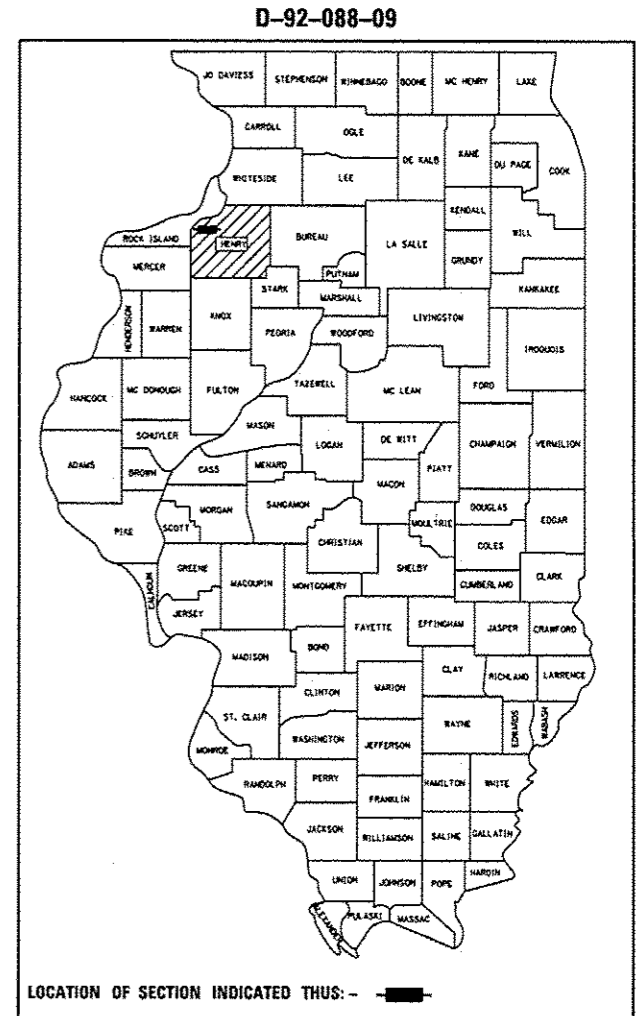 D-92-088-09
JO DAVIESS STEPHENSON WINNEBAGO BOONE MC HENRY LAKE
CARROLL OGLE DE KALB KANE DU PAGE COOK
WHITESIDE LEE
ROCK ISLAND HENRY BUREAU LA SALLE KENDALL WILL
MERCER PUTNAM GRUNDY
HENDERSON WARREN KNOX STARK MARSHALL KANKAKEE
PEORIA WOODFORD LIVINGSTON IROQUOIS
HANCOCK MC DONOUGH FULTON TAZEWELL MC LEAN FORD
SCHUYLER MASON LOGAN DE WITT CHAMPAIGN VERMILION
ADAMS BROWN CASS MENARD MACON PIATT
PIKE SCOTT MORGAN SANGAMON CHRISTIAN MOULTRIE DOUGLAS EDGAR
COLES
CALHOUN GREENE MACOUPIN MONTGOMERY SHELBY CUMBERLAND CLARK
JERSEY
MADISON BOND FAYETTE EFFINGHAM JASPER CRAWFORD
CLINTON MARION CLAY RICHLAND LAWRENCE
ST. CLAIR WASHINGTON JEFFERSON WAYNE EDWARDS WABASH
MONROE
RANDOLPH PERRY FRANKLIN HAMILTON WHITE
JACKSON WILLIAMSON SALINE GALLATIN
UNION JOHNSON POPE HARDIN
ALEXANDER PULASKI MASSAC
LOCATION OF SECTION INDICATED THUS: -